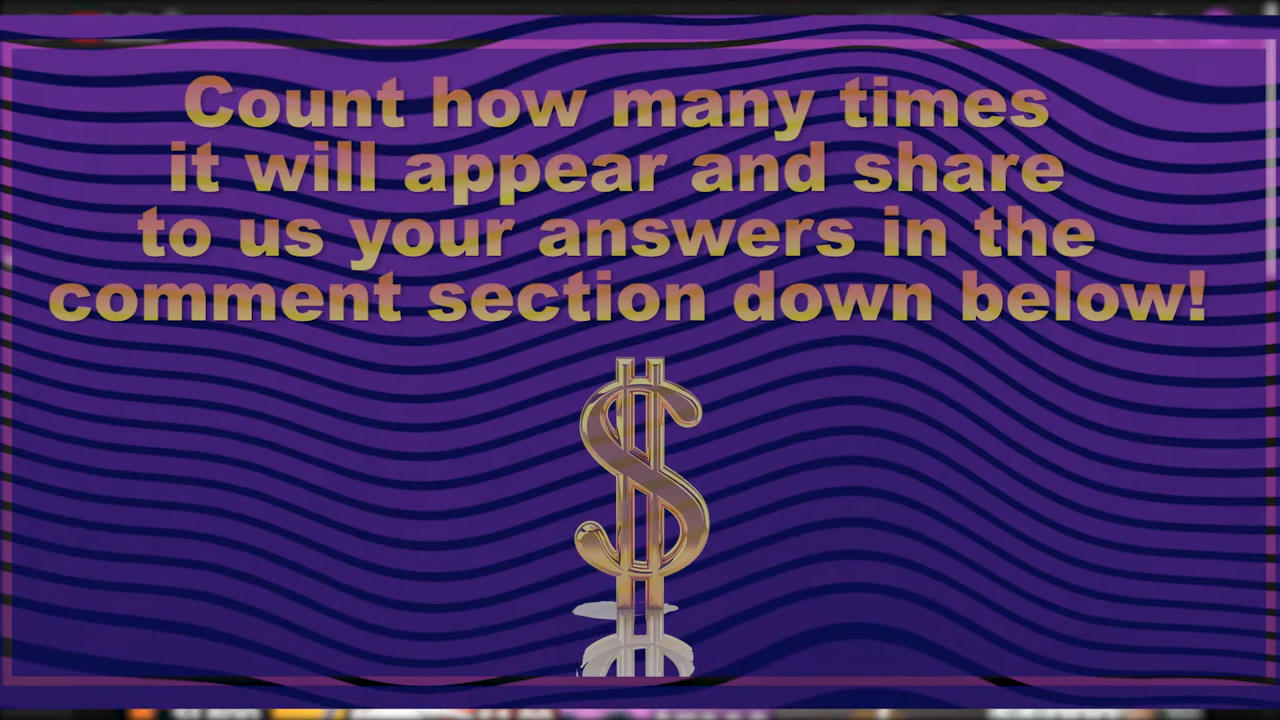 Count how many times
it will appear and share
to us your answers in the
comment section down below!
$